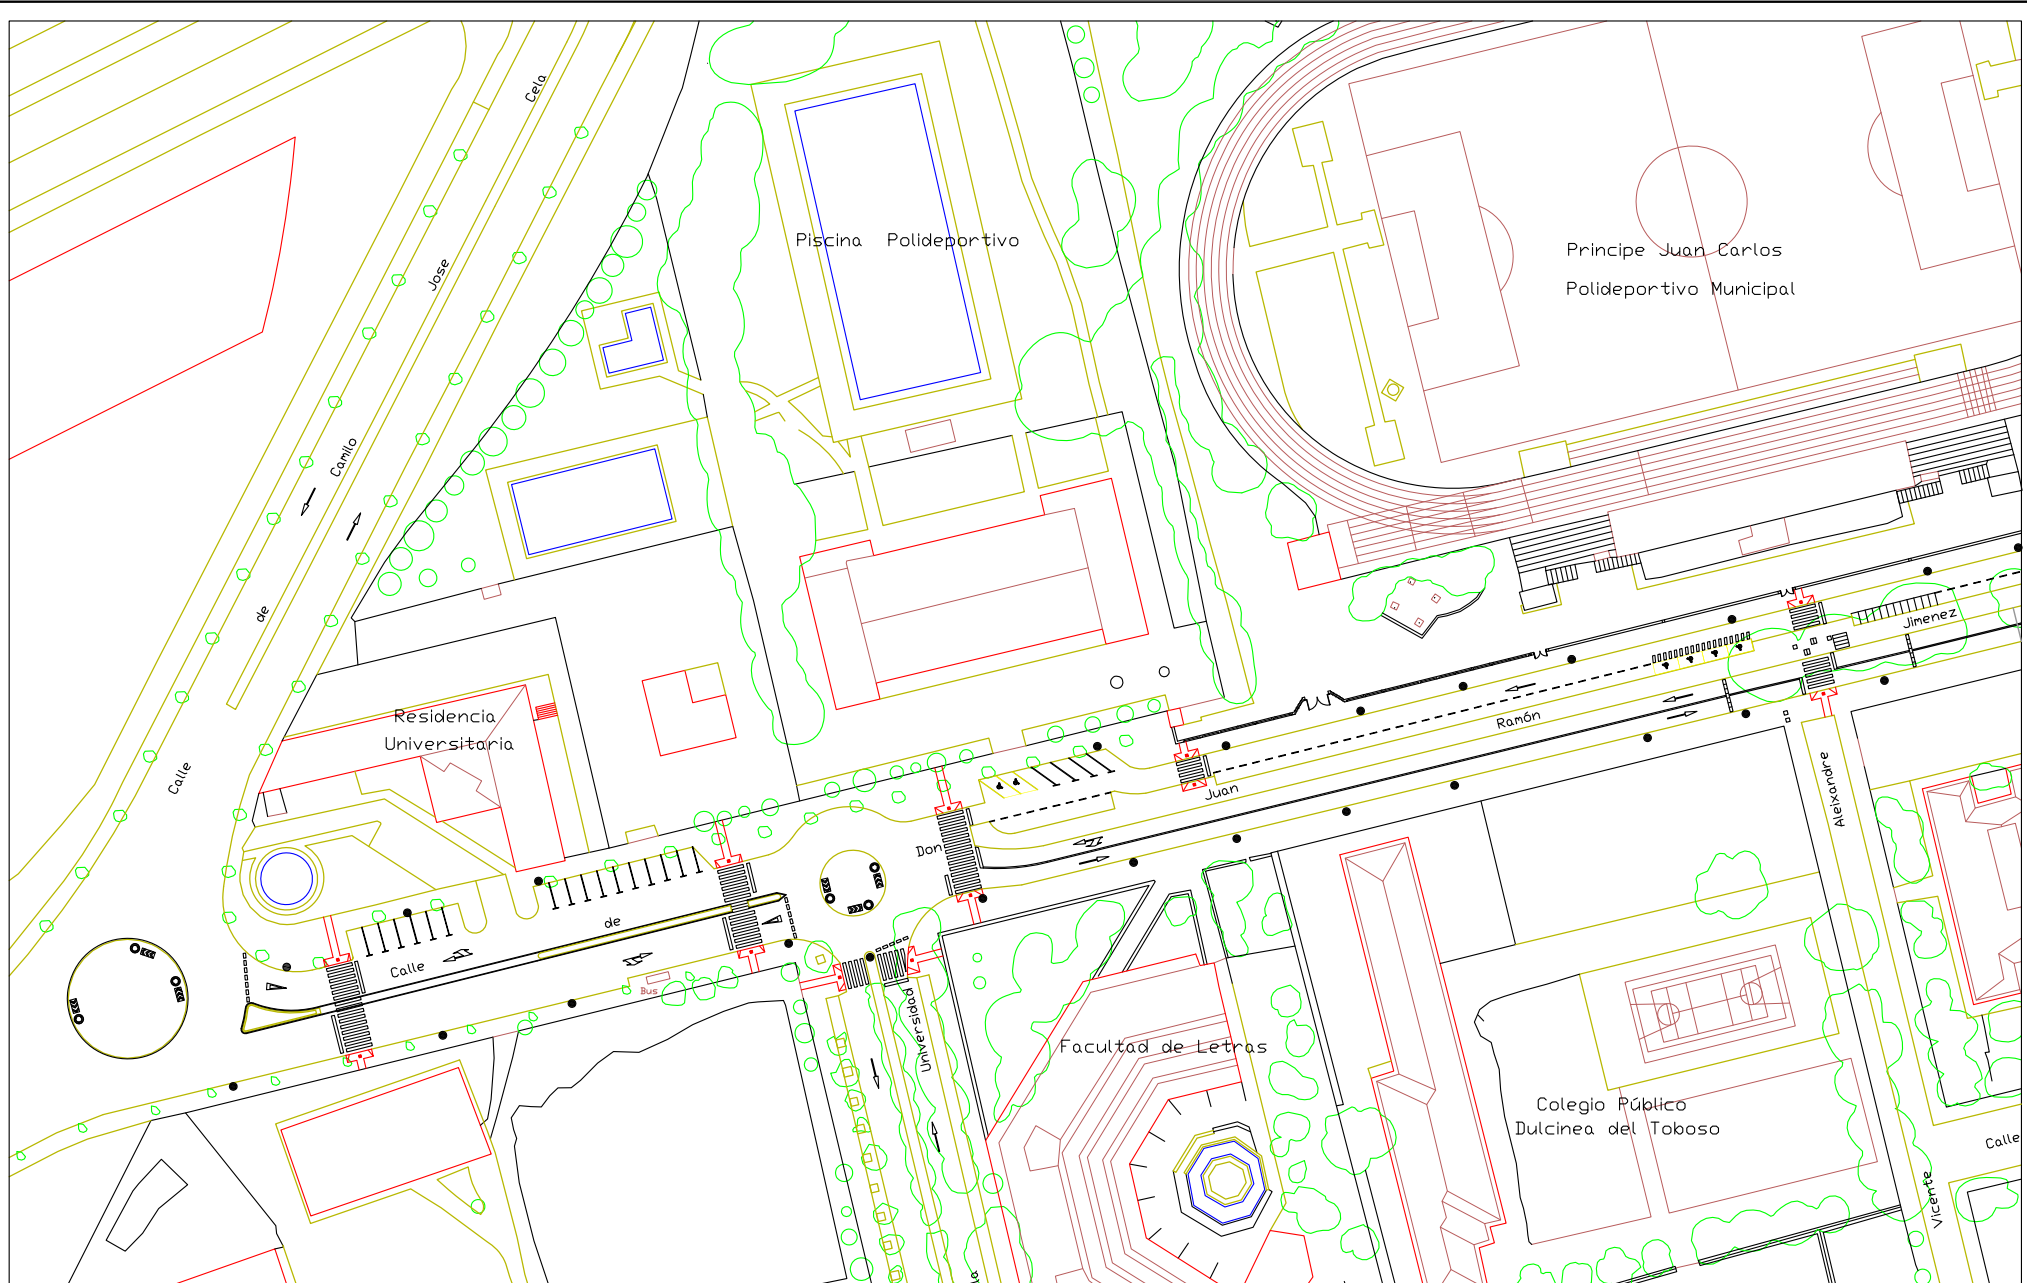 Cela
Jose
Camilo
de
Calle
Piscina Polideportivo
Principe Juan Carlos
Polideportivo Municipal
Residencia
Universitaria
Calle
de
Don
Juan
Ramón
Jimenez
Bus
Universidad
Aleixandre
Vicente
Facultad de Letras
Colegio Público
Dulcinea del Toboso
Calle